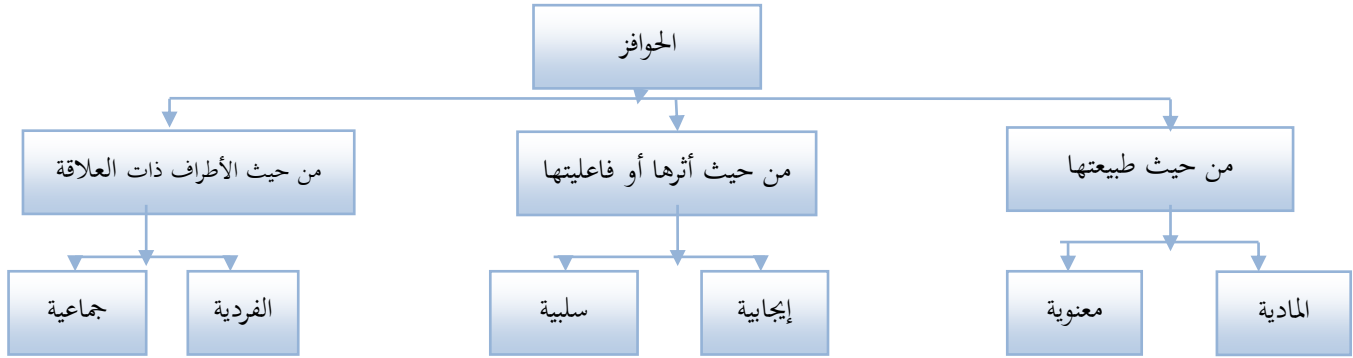 الحوافز
من حيث طبيعتها
من حيث أثرها أو فاعليتها
من حيث الأطراف ذات العلاقة
المادية
معنوية
إيجابية
سلبية
الفردية
جماعية